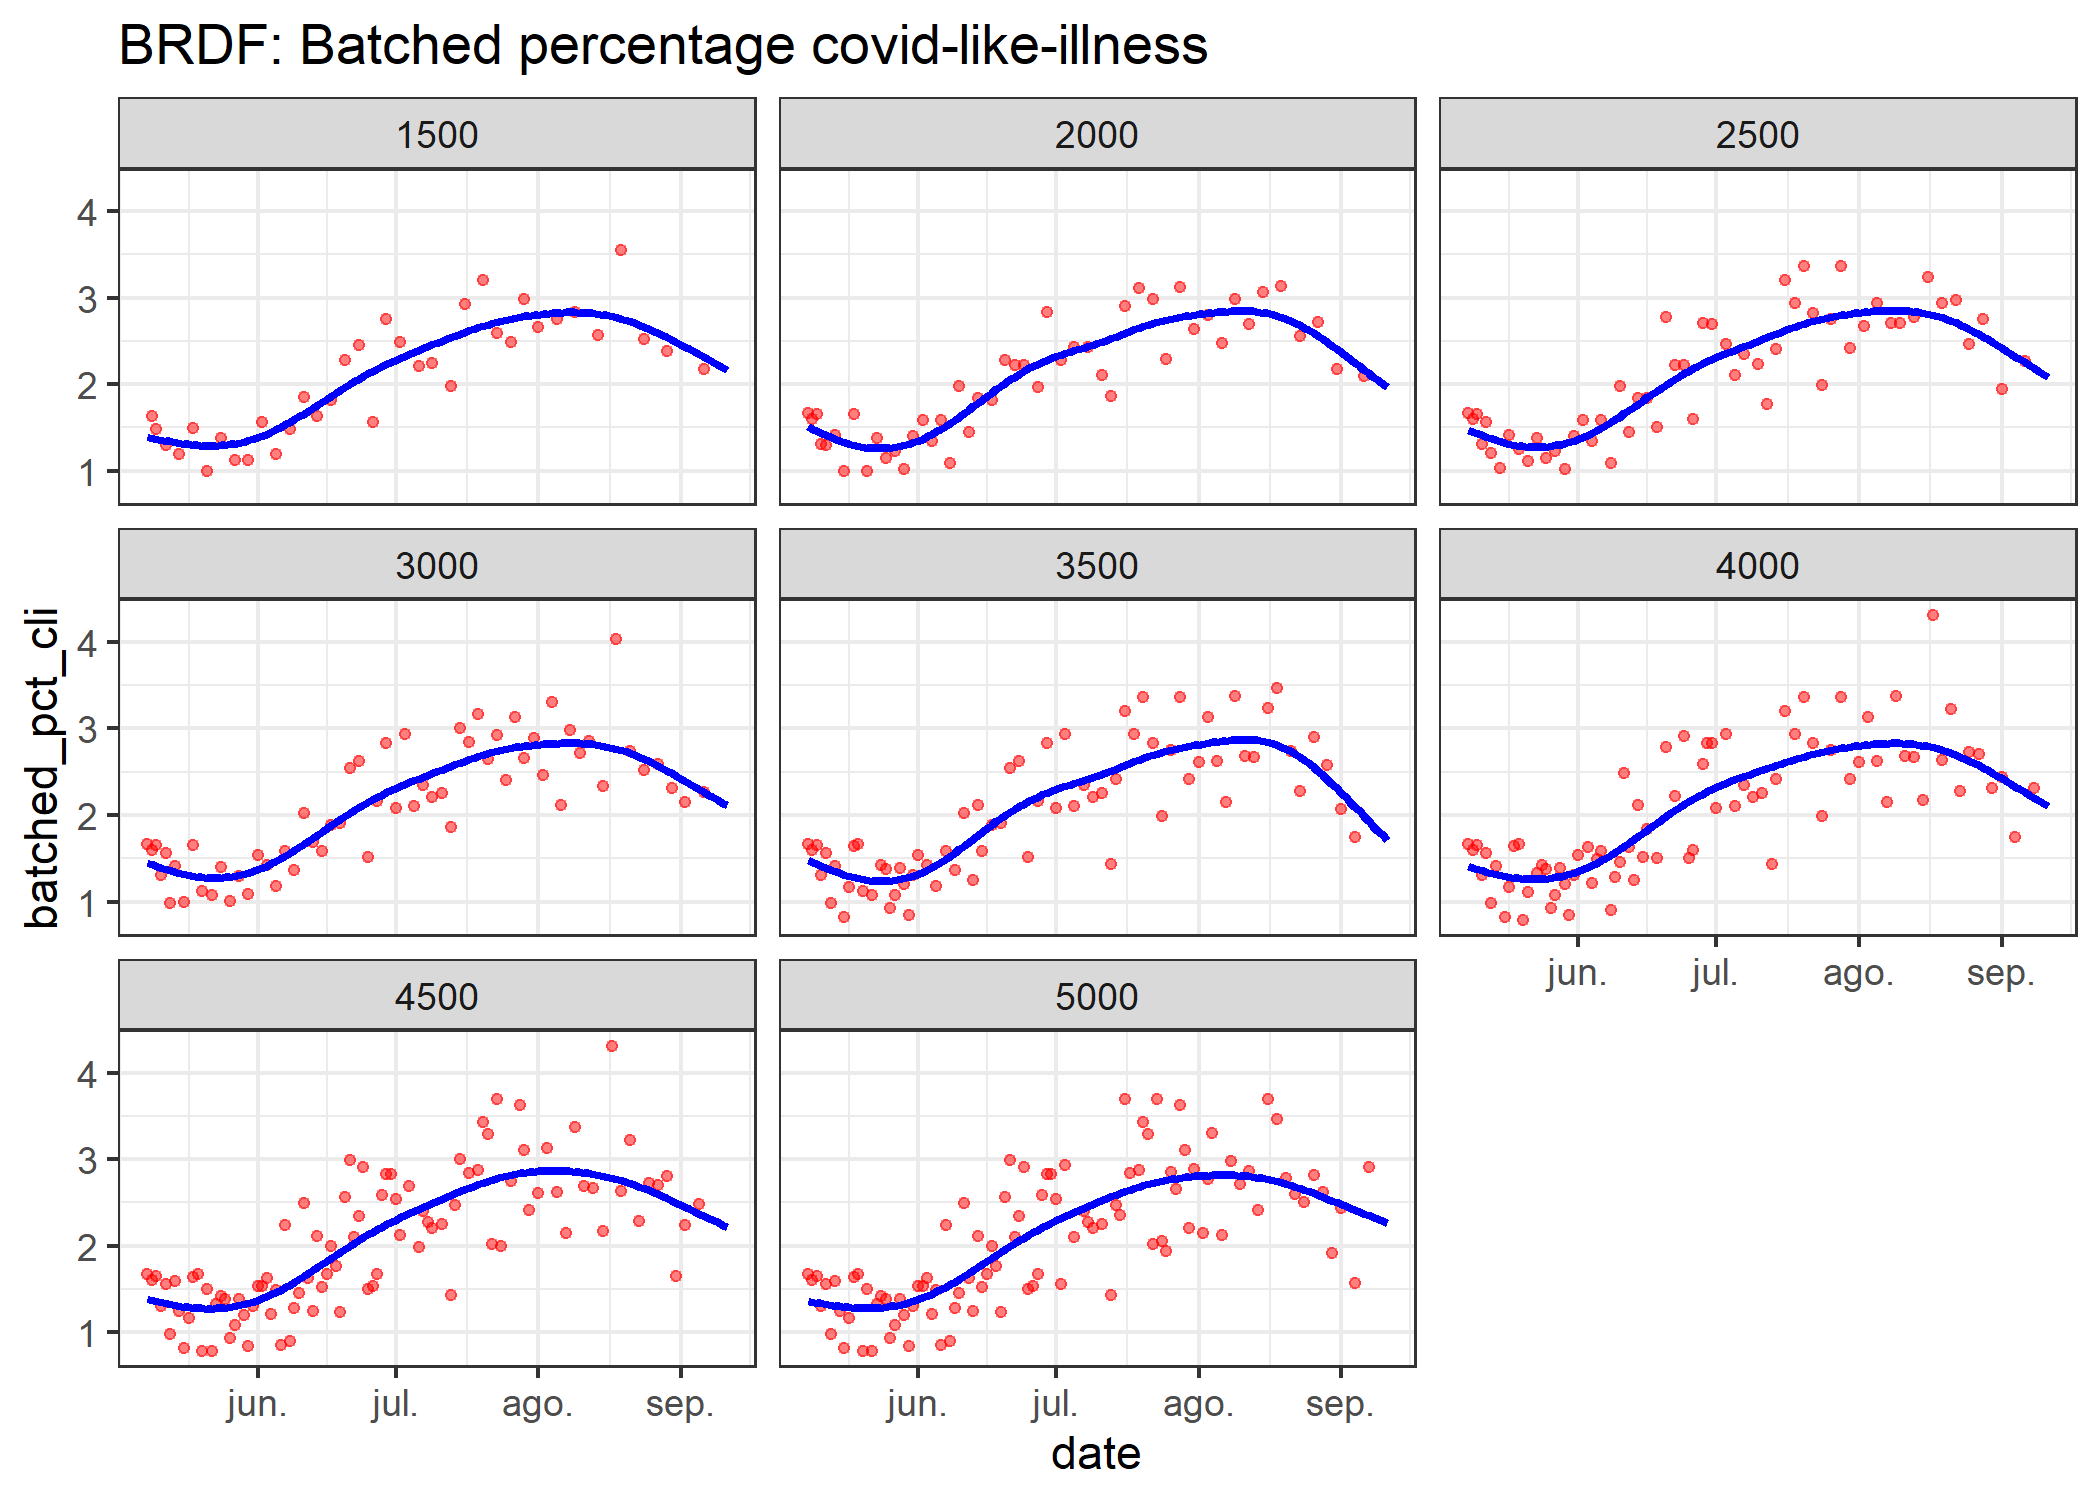 BRDF: Batched percentage covid-like-illness
1500
2000
2500
4
3
2
1
3000
3500
4000
4
3
2
1
jun.
jul.
ago.
sep.
4500
5000
4
3
2
1
jun.
jul.
ago.
sep.
jun.
jul.
ago.
sep.
date
batched_pct_cli